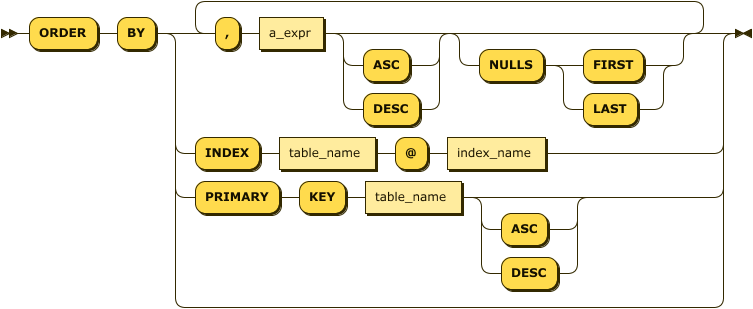 ORDER BY , a_expr
ASC NULLS FIRST
DESC LAST
INDEX table_name @ index_name
PRIMARY KEY table_name
ASC
DESC